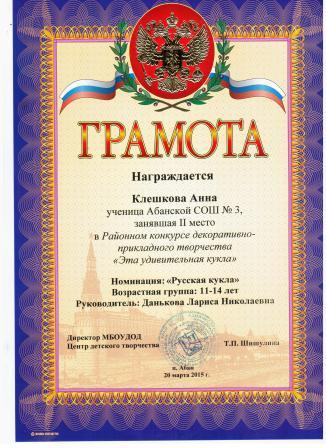 ГРАМОТА
Награждается
Клешкова Анна
ученица Абанской СОШ № 3,
занявшая II место
в Районном конкурсе декоративно-
прикладного творчества
«Эта удивительная кукла»
Номинация: «Русская кукла»
Возрастная группа: 11-14 лет
Руководитель: Данькова Лариса Николаевна
Директор МБОУДОД
Центр детского творчества
Т.П. Шишулина
п. Абан
20 марта 2015 г.